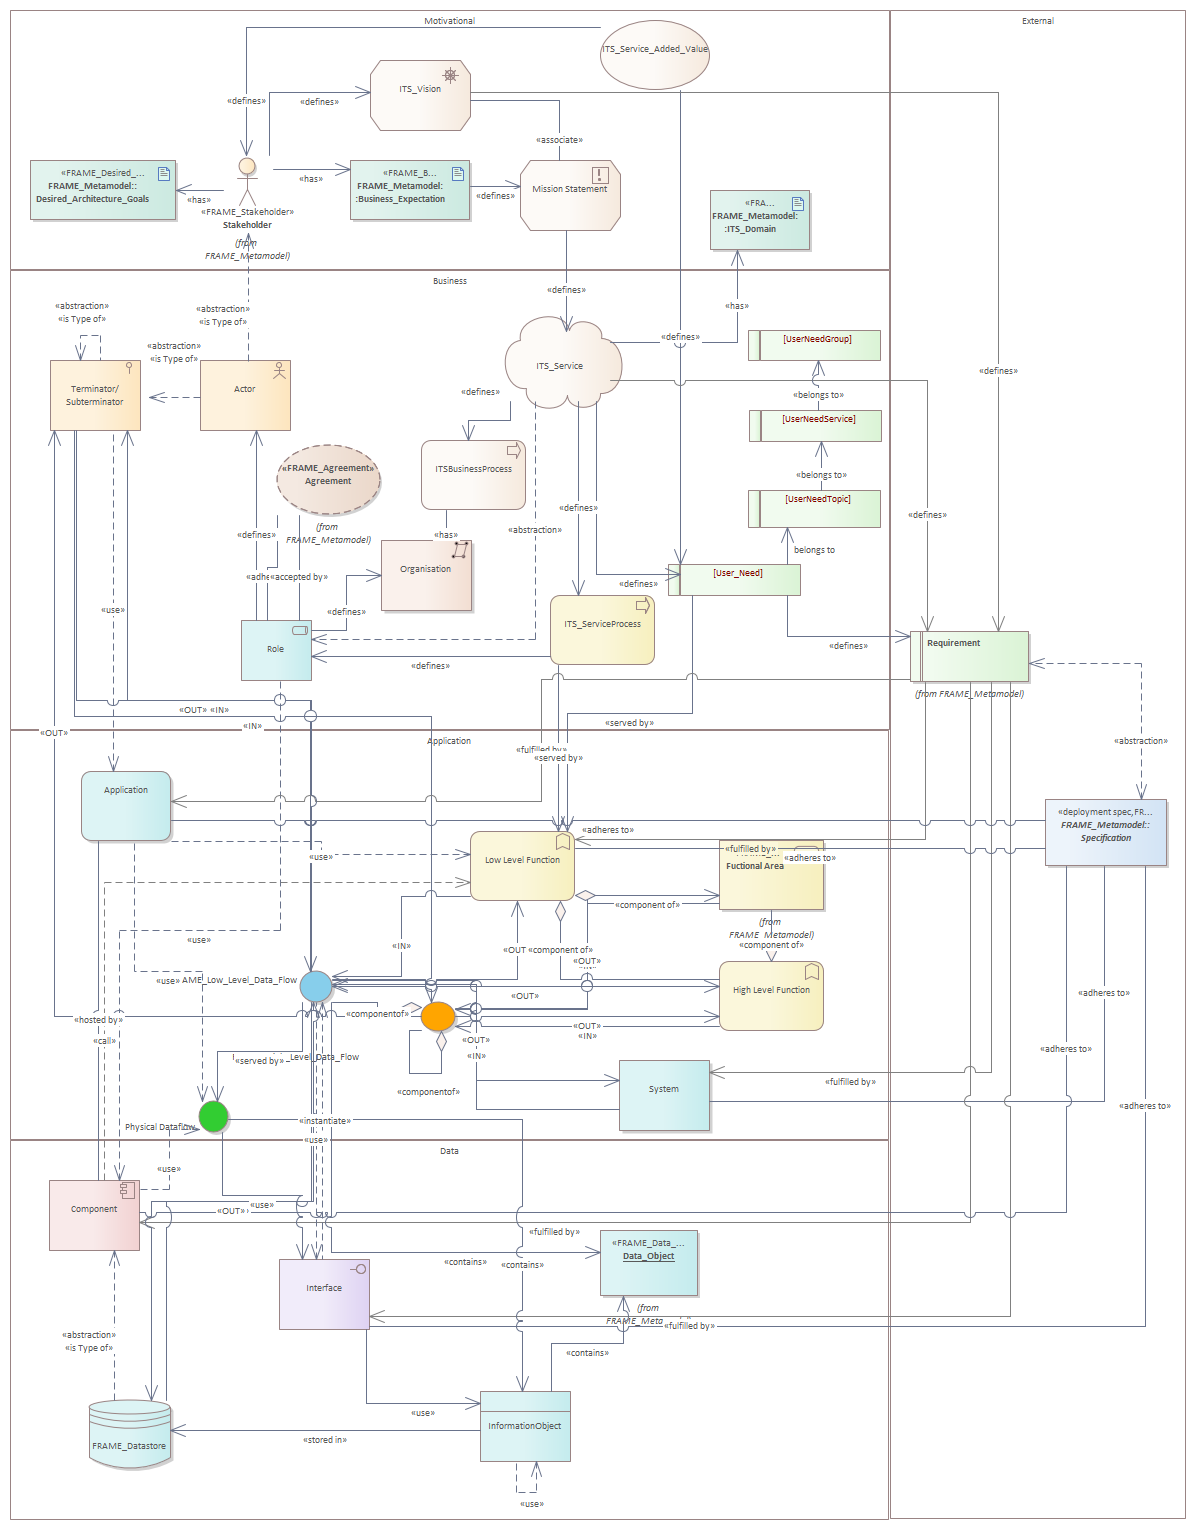 Motivational
External
ITS_Service_Added_Value
ITS_Vision
«defines»
«defines»
«associate»
«FRAME_Desired_...
FRAME_Metamodel::
Desired_Architecture_Goals
«has»
«FRAME_Stakeholder»
Stakeholder
(from
FRAME_Metamodel)
«has»
«FRAME_B...
FRAME_Metamodel:
:Business_Expectation
«defines»
Mission Statement
«FRA...
FRAME_Metamodel:
:ITS_Domain
Business
«defines»
«has»
«abstraction»
«is Type of»
«abstraction»
«is Type of»
«abstraction»
«is Type of»
«defines»
[UserNeedGroup]
ITS_Service
«defines»
Terminator/
Subterminator
Actor
«defines»
«belongs to»
[UserNeedService]
«FRAME_Agreement»
Agreement
ITSBusinessProcess
«belongs to»
[UserNeedTopic]
«defines»
«defines»
(from
FRAME_Metamodel)
«defines»
«has»
«abstraction»
belongs to
Organisation
[User_Need]
«accepted by»
«defines»
«use»
«defines»
ITS_ServiceProcess
Role
«defines»
«defines»
Requirement
(from FRAME_Metamodel)
«OUT»
«IN»
«served by»
«IN»
«OUT»
Application
«abstraction»
«fulfilled by»
«served by»
Application
«deployment spec,FR...
FRAME_Metamodel::
Specification
«adheres to»
«use»
Low Level Function
«fulfilled by»
«adheres to»
Fuctional Area
«component of»
(from
FRAME_Metamodel)
«component of»
«use»
«IN»
«OUT
«component of»
«OUT»
«use»
AME_Low_Level_Data_Flow
«OUT»
High Level Function
«adheres to»
«hosted by»
«componentof»
«OUT»
«IN»
«call»
«OUT»
«IN»
«adheres to»
«served by»
Level_Data_Flow
«componentof»
System
«fulfilled by»
«adheres to»
Physical Dataflow
«instantiate»
«use»
Data
«use»
Component
«OUT»
«use»
«fulfilled by»
«FRAME_Data_...
Data_Object
«contains»
«contains»
Interface
(from
FRAME_Meta
«fulfilled by»
«abstraction»
«is Type of»
«contains»
«use»
InformationObject
FRAME_Datastore
«stored in»
«use»